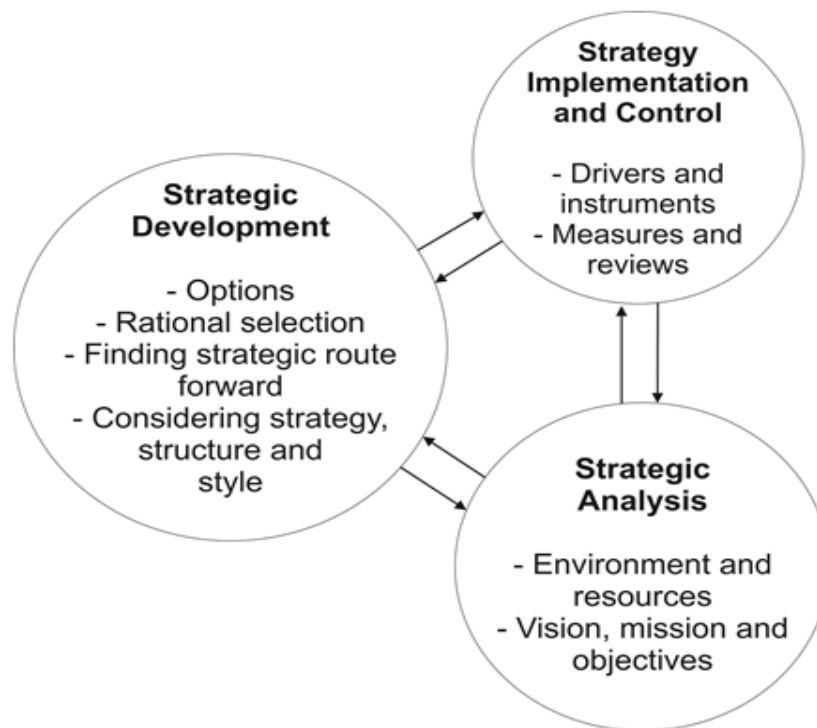 Strategy
Implementation
and Control
- Drivers and
instruments
- Measures and
reviews
Strategic
Development
- Options
- Rational selection
- Finding strategic route
forward
- Considering strategy,
structure and
style
Strategic
Analysis
- Environment and
resources
- Vision, mission and
objectives